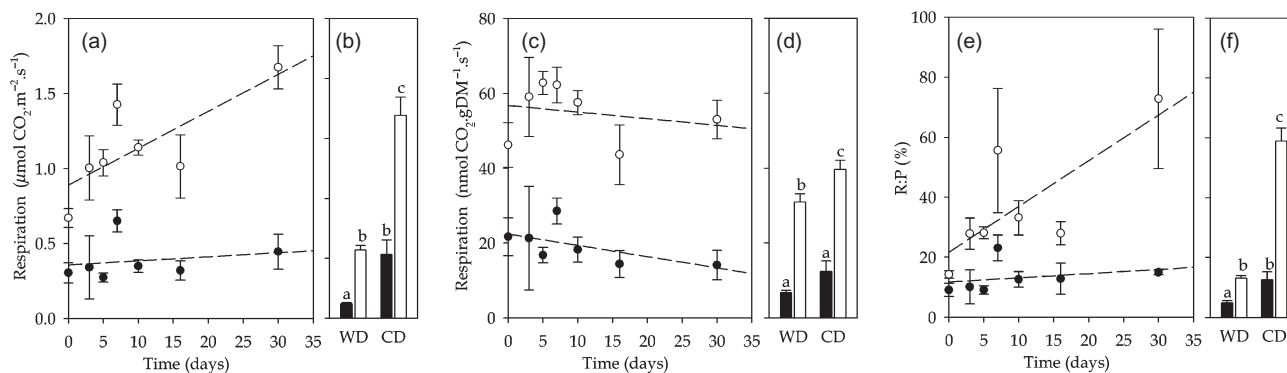 (a)
(b)
(c)
(d)
(e)
(f)
Respiration (μmol CO₂.m⁻².s⁻¹)
2.0
1.5
1.0
0.5
0.0
0 5 10 15 20 25 30 35
Time (days)
a b b c
WD CD
Respiration (nmol CO₂.gDM⁻¹.s⁻¹)
80
60
40
20
0
0 5 10 15 20 25 30 35
Time (days)
a b a c
WD CD
R:P (%)
100
80
60
40
20
0
0 5 10 15 20 25 30 35
Time (days)
a b b c
WD CD